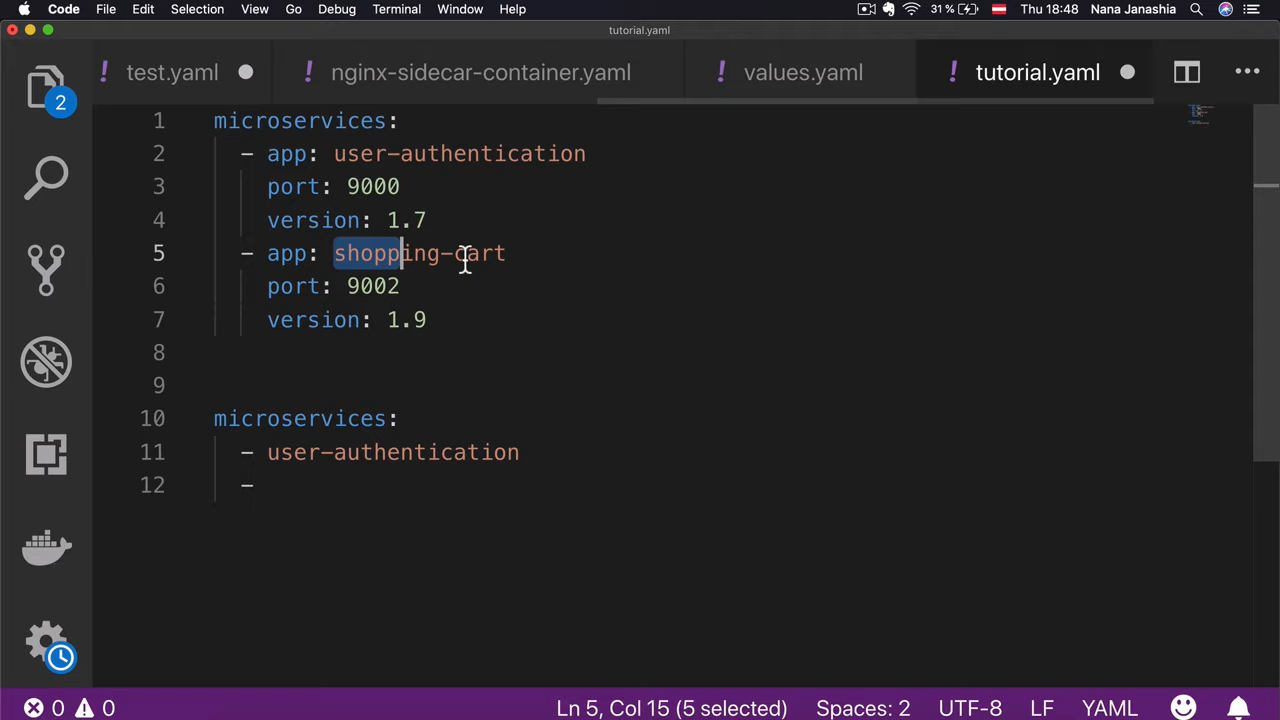 Code File Edit Selection View Go Debug Terminal Window Help 31% Thu 18:48 Nana Janashia
tutorial.yaml
! test.yaml ! nginx-sidecar-container.yaml ! values.yaml ! tutorial.yaml
2
1 microservices:
2 - app: user-authentication
3 port: 9000
4 version: 1.7
5 - app: shopping-cart
6 port: 9002
7 version: 1.9
8
9
10 microservices:
11 - user-authentication
12 -
0 0 Ln 5, Col 15 (5 selected) Spaces: 2 UTF-8 LF YAML